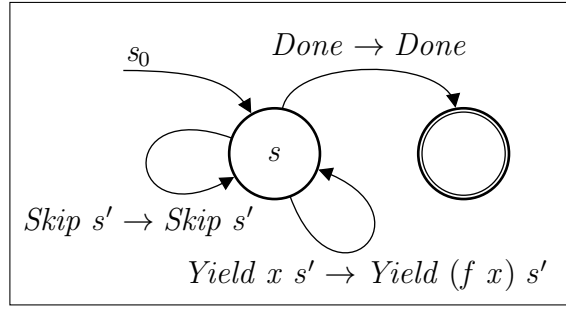 Done → Done
s₀
s
Skip s′ → Skip s′
Yield x s′ → Yield (f x) s′